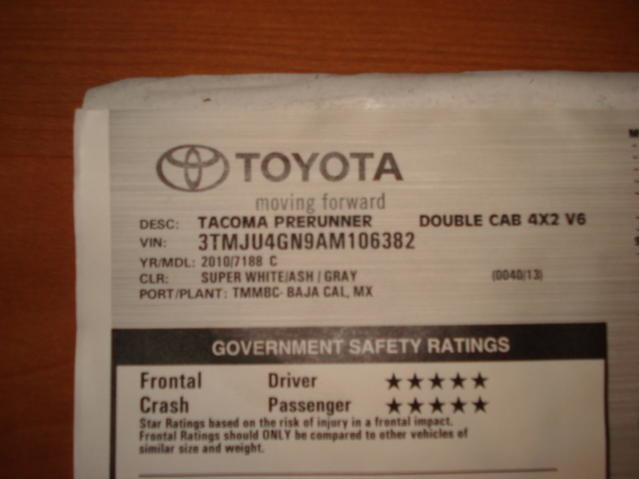 TOYOTA
moving forward
DESC: TACOMA PRERUNNER DOUBLE CAB 4X2 V6
VIN: 3TMJU4GN9AM106382
YR/MDL: 2010/7188 C
CLR: SUPER WHITE/ASH / GRAY (0040/13)
PORT/PLANT: TMMBC- BAJA CAL, MX
GOVERNMENT SAFETY RATINGS
Frontal Driver ★★★★★
Crash Passenger ★★★★★
Star Ratings based on the risk of injury in a frontal impact.
Frontal Ratings should ONLY be compared to other vehicles of
similar size and weight.